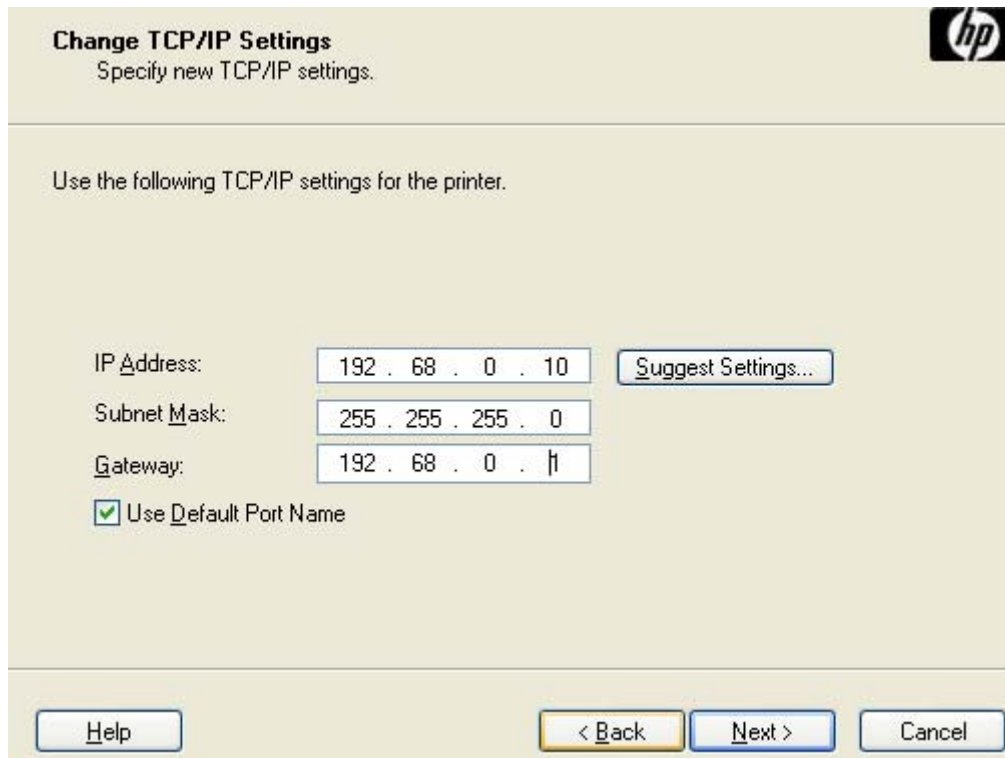 Change TCP/IP Settings
Specify new TCP/IP settings.
hp
Use the following TCP/IP settings for the printer.
IP Address: 192 . 68 . 0 . 10 Suggest Settings...
Subnet Mask: 255 . 255 . 255 . 0
Gateway: 192 . 68 . 0 . 1
Use Default Port Name
Help < Back Next > Cancel